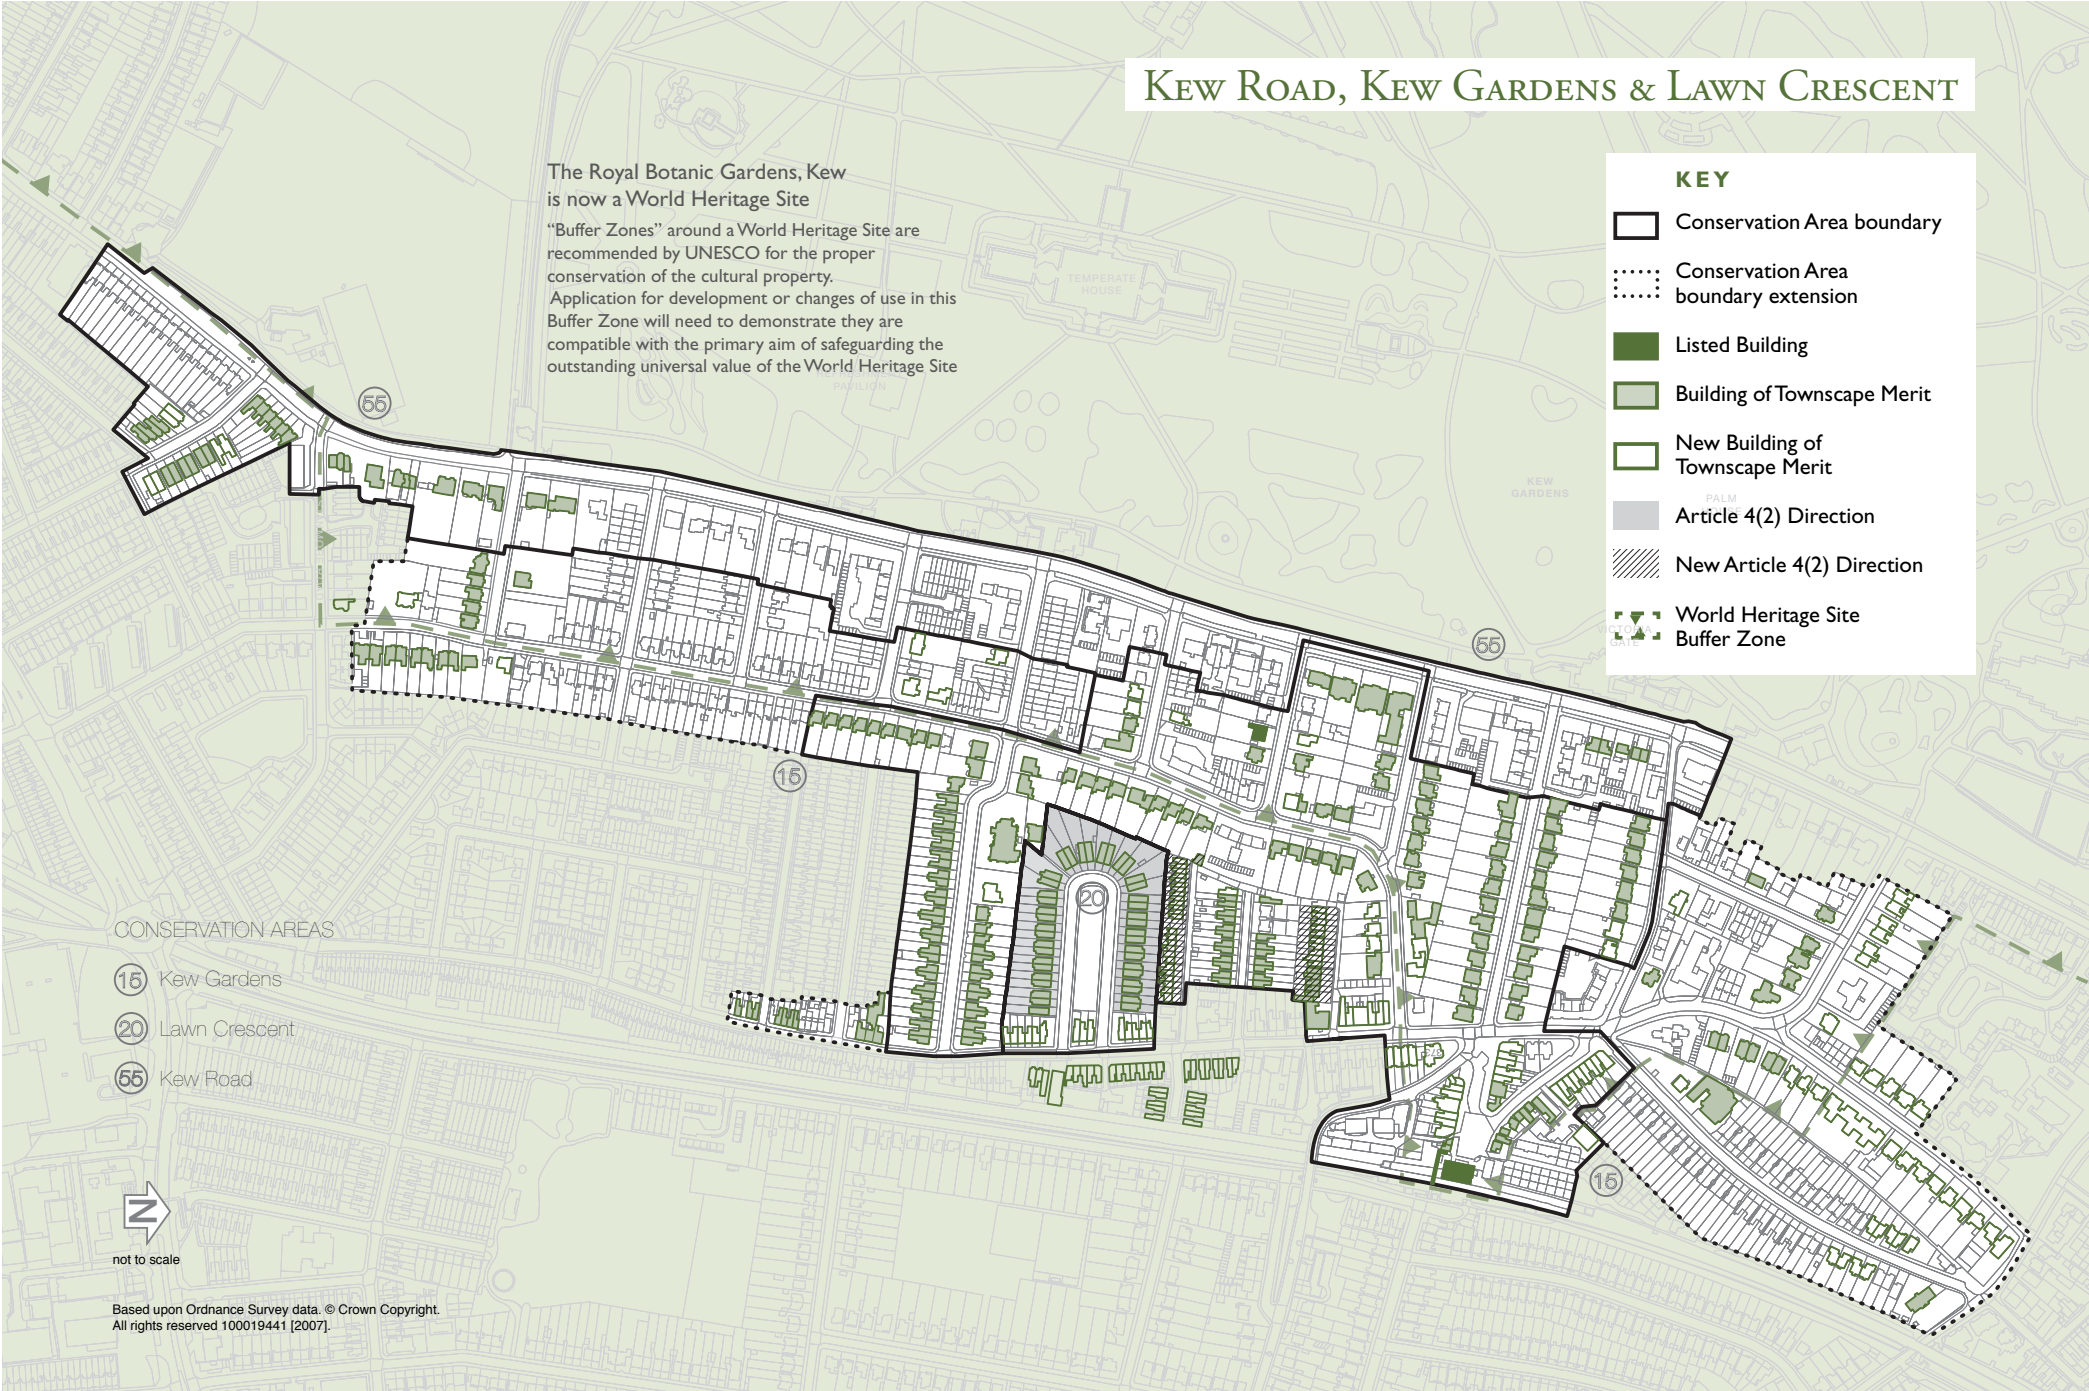 KEW ROAD, KEW GARDENS & LAWN CRESCENT
The Royal Botanic Gardens, Kew
is now a World Heritage Site
“Buffer Zones” around a World Heritage Site are
recommended by UNESCO for the proper
conservation of the cultural property.
Application for development or changes of use in this
Buffer Zone will need to demonstrate they are
compatible with the primary aim of safeguarding the
outstanding universal value of the World Heritage Site
PAVILION
TEMPERATE
HOUSE
KEW
GARDENS
KEY
Conservation Area boundary
Conservation Area
boundary extension
Listed Building
Building of Townscape Merit
New Building of
Townscape Merit
PALM
Article 4(2) Direction
New Article 4(2) Direction
World Heritage Site
Buffer Zone
VICTORIA
GATE
55
55
15
20
15
CONSERVATION AREAS
15 Kew Gardens
20 Lawn Crescent
55 Kew Road
N
not to scale
Based upon Ordnance Survey data. © Crown Copyright.
All rights reserved 100019441 [2007].